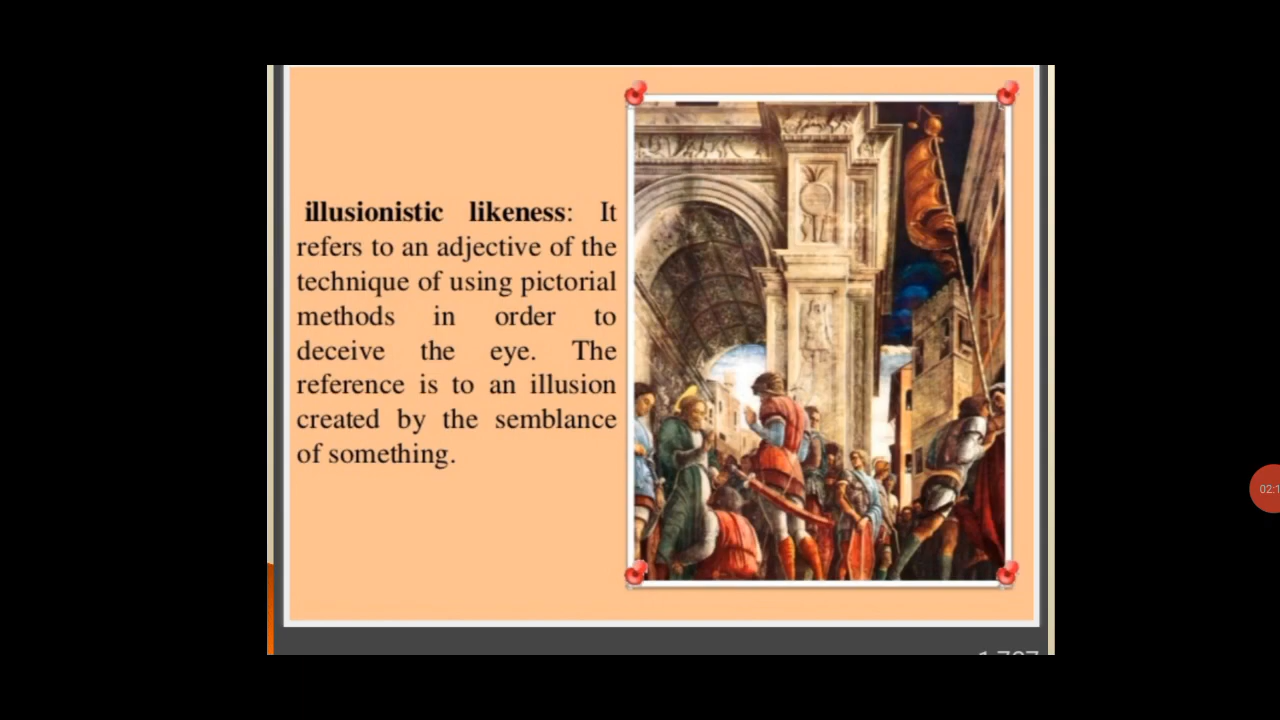 illusionistic likeness: It
refers to an adjective of the
technique of using pictorial
methods in order to
deceive the eye. The
reference is to an illusion
created by the semblance
of something.